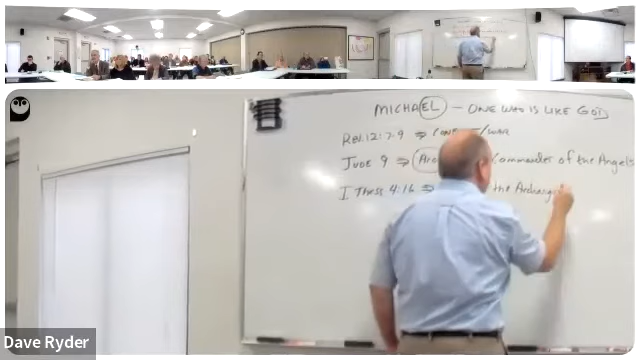 MICHAEL — ONE WHO IS LIKE GOD
Rev. 12:7-9 ⇒ /war
JUDE 9 ⇒ Commander of the Angels
I Thess 4:16 ⇒ the
Dave Ryder